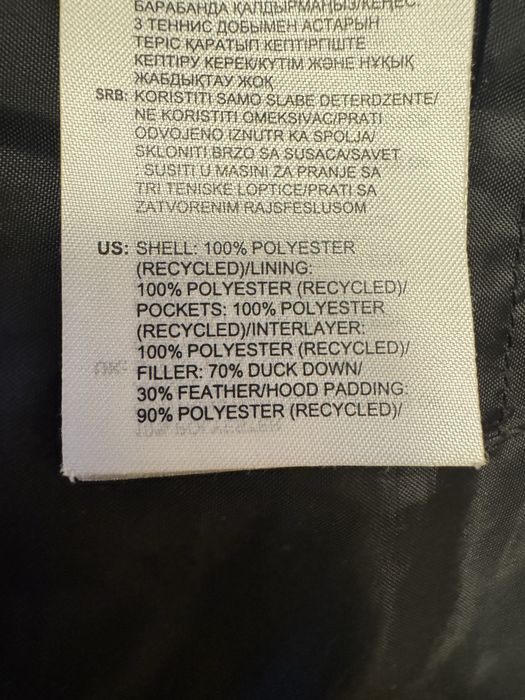 БАРАБАНДА ҚАЛДЫРМАҢЫЗ/КЕҢЕС:
3 ТЕННИС ДОБЫМЕН АСТАРЫН
ТЕРІС ҚАРАТЫП КЕПТІРГІШТЕ
КЕПТІРУ КЕРЕК/КҮТІМ ЖӘНЕ НҰҚЫҚ
ЖАБДЫҚТАУ ЖОҚ
SRB: KORISTITI SAMO SLABE DETERDZENTE/
NE KORISTITI OMEKSIVAC/PRATI
ODVOJENO IZNUTR KA SPOLJA/
SKLONITI BRZO SA SUSACA/SAVET
: SUSITI U MASINI ZA PRANJE SA
TRI TENISKE LOPTICE/PRATI SA
ZATVORENIM RAJSFESLUSOM
US: SHELL: 100% POLYESTER
(RECYCLED)/LINING:
100% POLYESTER (RECYCLED)/
POCKETS: 100% POLYESTER
(RECYCLED)/INTERLAYER:
100% POLYESTER (RECYCLED)/
FILLER: 70% DUCK DOWN/
30% FEATHER/HOOD PADDING:
90% POLYESTER (RECYCLED)/